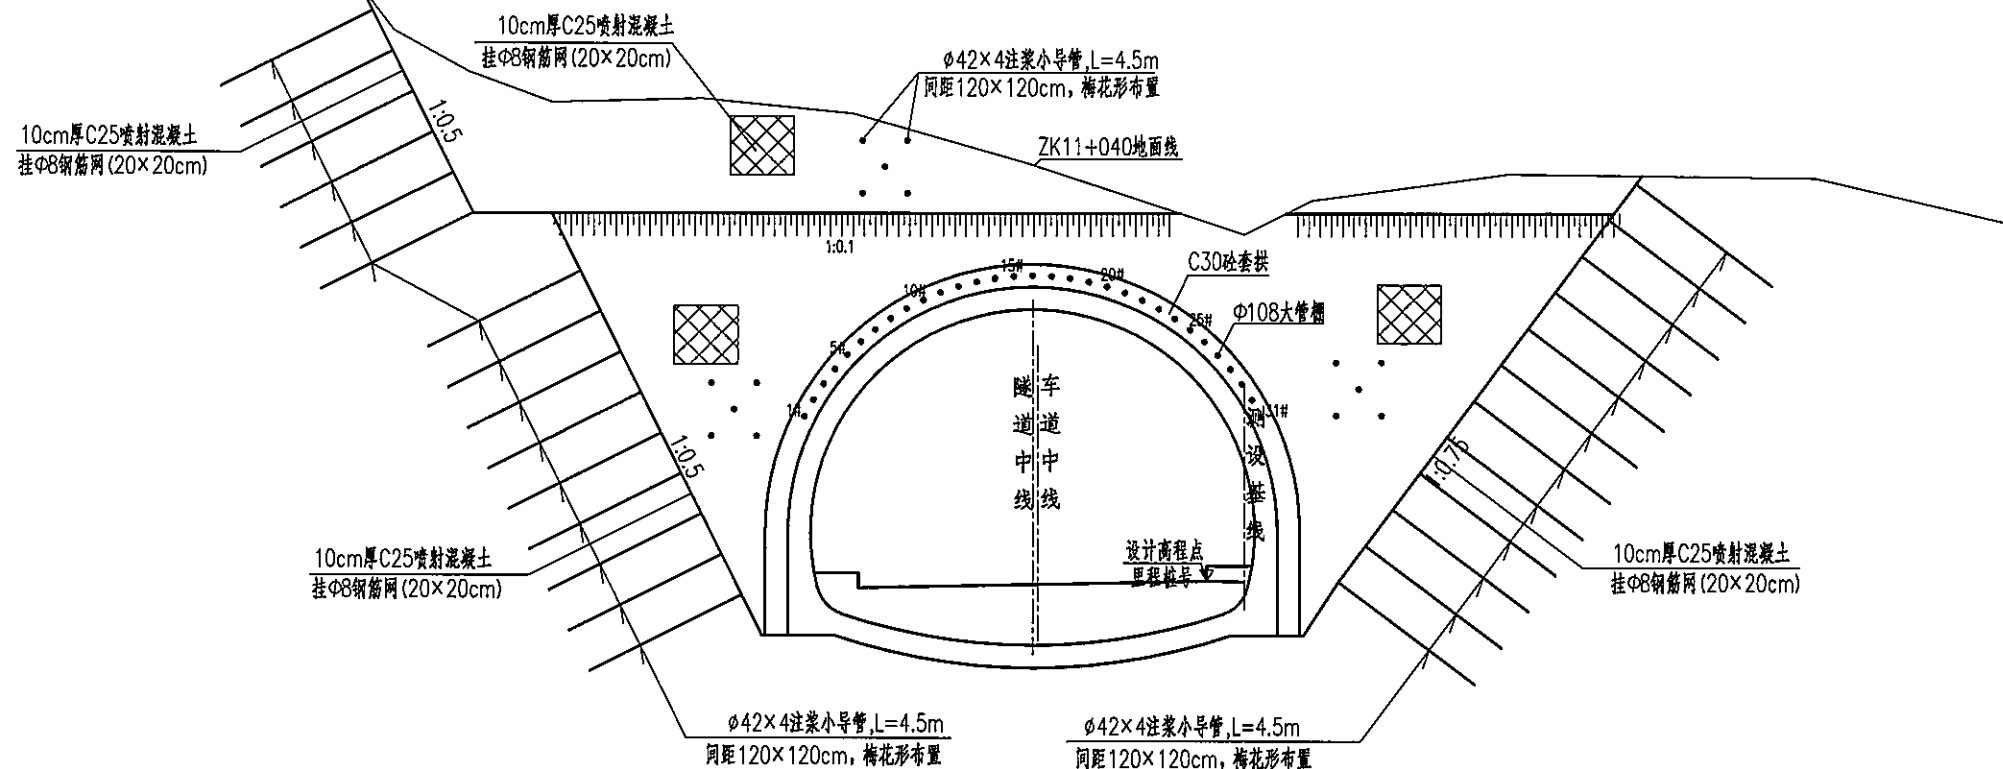 10cm厚C25喷射混凝土
挂Φ8钢筋网(20×20cm)
ϕ42×4注浆小导管,L=4.5m
间距120×120cm，梅花形布置
10cm厚C25喷射混凝土
挂Φ8钢筋网(20×20cm)
1:0.5
ZK11+040地面线
1:0.1
C30砼套拱
Φ108大管棚
1#
5#
10#
15#
20#
25#
31#
隧道中线
车道中线
测设基线
1:0.5
1:0.75
设计高程点
里程桩号
10cm厚C25喷射混凝土
挂Φ8钢筋网(20×20cm)
10cm厚C25喷射混凝土
挂Φ8钢筋网(20×20cm)
ϕ42×4注浆小导管,L=4.5m
间距120×120cm，梅花形布置
ϕ42×4注浆小导管,L=4.5m
间距120×120cm，梅花形布置